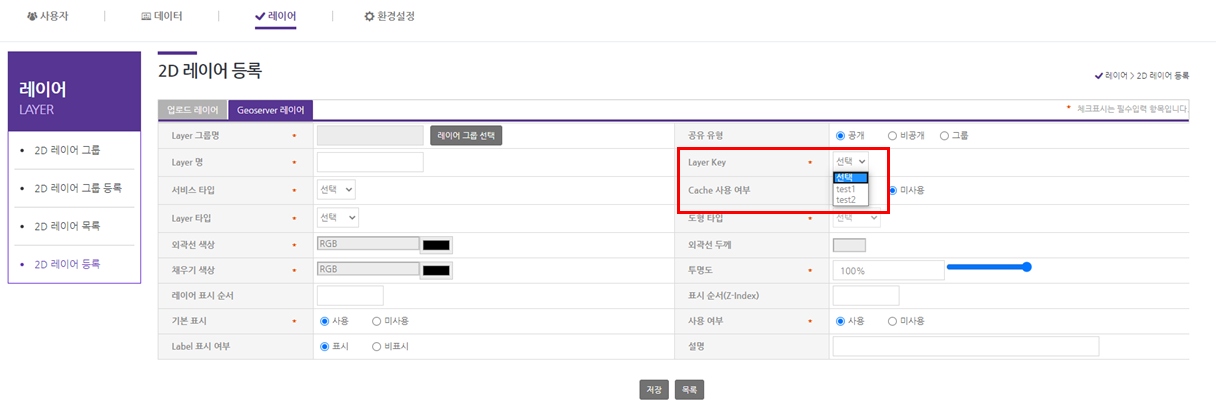 사용자
데이터
레이어
환경설정
레이어
LAYER
2D 레이어 그룹
2D 레이어 그룹 등록
2D 레이어 목록
2D 레이어 등록
2D 레이어 등록
레이어 > 2D 레이어 등록
업로드 레이어 Geoserver 레이어
* 체크표시는 필수입력 항목입니다.
Layer 그룹명 * 레이어 그룹 선택 공유 유형 공개 비공개 그룹
Layer 명 * Layer Key * 선택
선택
test1
test2
서비스 타입 * 선택 Cache 사용 여부 미사용
Layer 타입 * 선택 도형 타입 * 선택
외곽선 색상 * RGB 외곽선 두께
채우기 색상 * RGB 투명도 * 100%
레이어 표시 순서 표시 순서(Z-Index)
기본 표시 * 사용 미사용 사용 여부 * 사용 미사용
Label 표시 여부 표시 비표시 설명
저장 목록